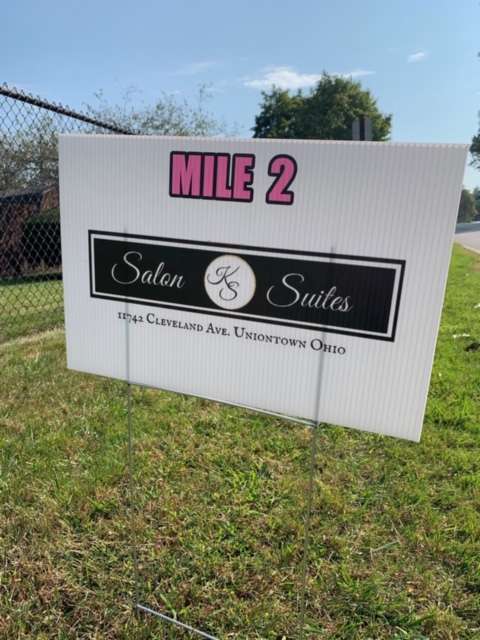 MILE 2
Salon KS Suites
11742 Cleveland Ave. Uniontown Ohio